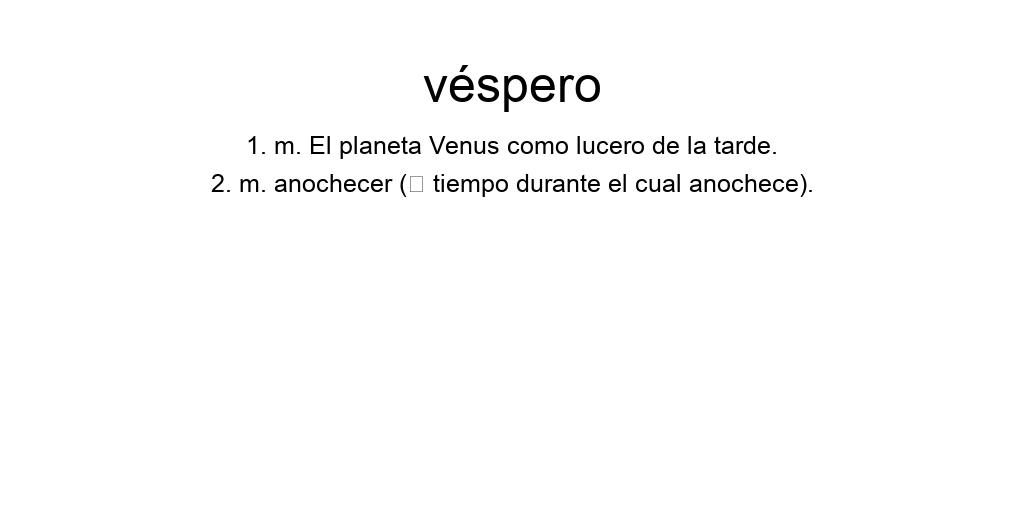 véspero
1. m. El planeta Venus como lucero de la tarde.
2. m. anochecer (□ tiempo durante el cual anochece).